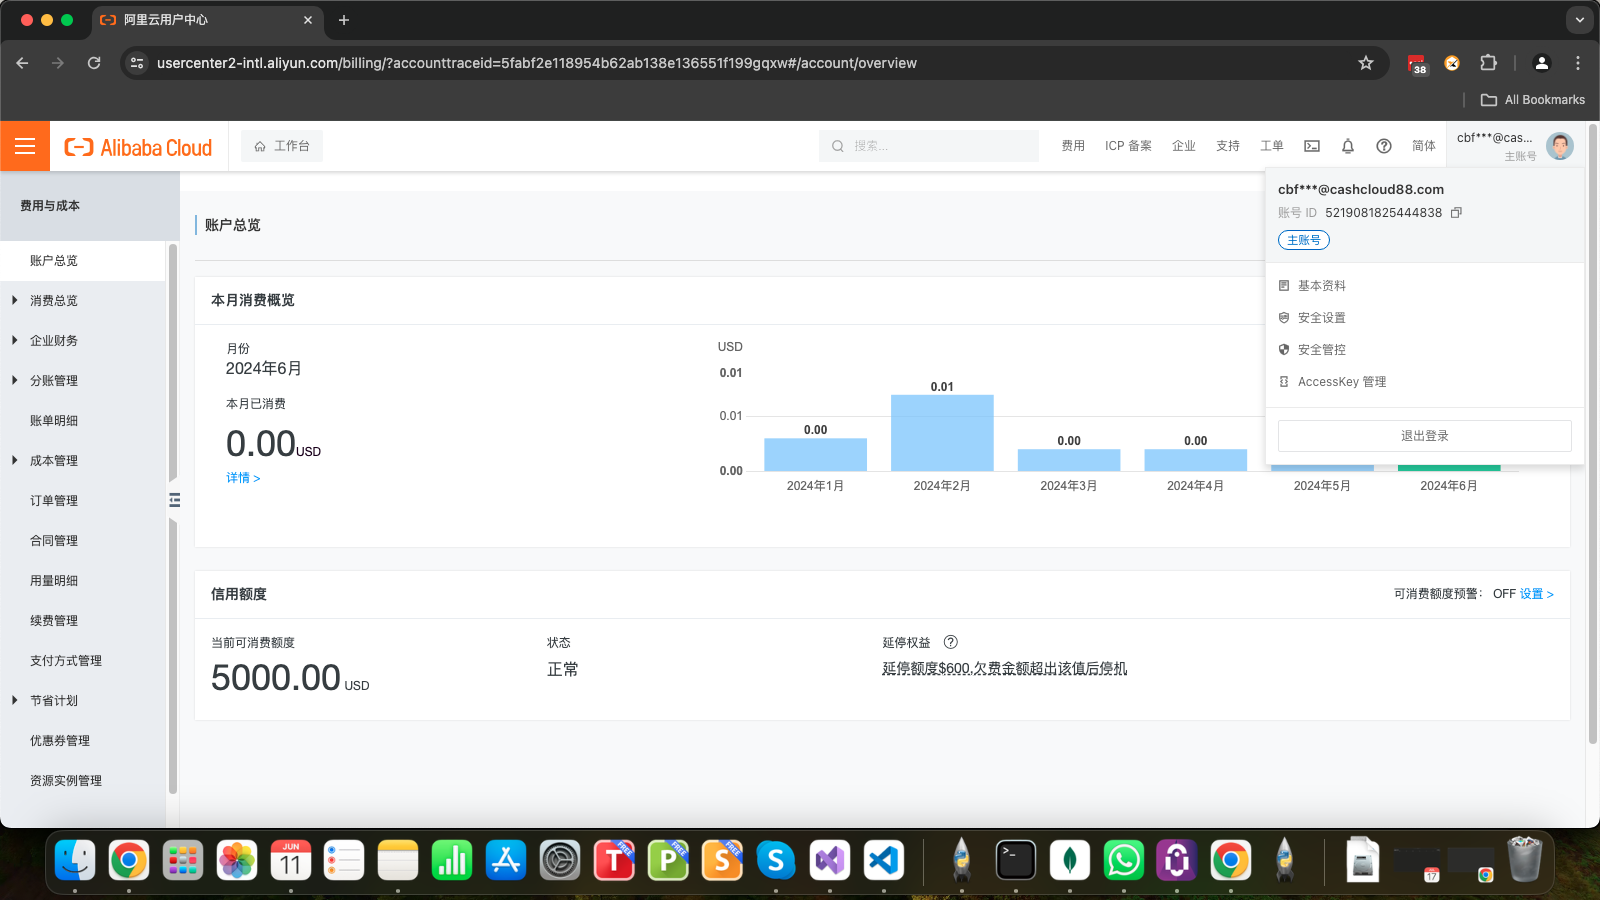 阿里云用户中心
usercenter2-intl.aliyun.com/billing/?accounttraceid=5fabf2e118954b62ab138e136551f199gqxw#/account/overview
38
All Bookmarks
Alibaba Cloud
工作台
搜索...
费用
ICP 备案
企业
支持
工单
简体
cbf***@cas...
主账号
cbf***@cashcloud88.com
账号 ID 5219081825444838
主账号
基本资料
安全设置
安全管控
AccessKey 管理
退出登录
费用与成本
账户总览
消费总览
企业财务
分账管理
账单明细
成本管理
订单管理
合同管理
用量明细
续费管理
支付方式管理
节省计划
优惠券管理
资源实例管理
账户总览
本月消费概览
月份
2024年6月
本月已消费
0.00USD
详情 >
USD
0.01
0.01
0.00
0.00
0.01
0.00
0.00
2024年1月
2024年2月
2024年3月
2024年4月
2024年5月
2024年6月
信用额度
可消费额度预警： OFF 设置 >
当前可消费额度
5000.00 USD
状态
正常
延停权益
延停额度$600,欠费金额超出该值后停机
JUN
11
T
FREE
P
FREE
S
FREE
S
17